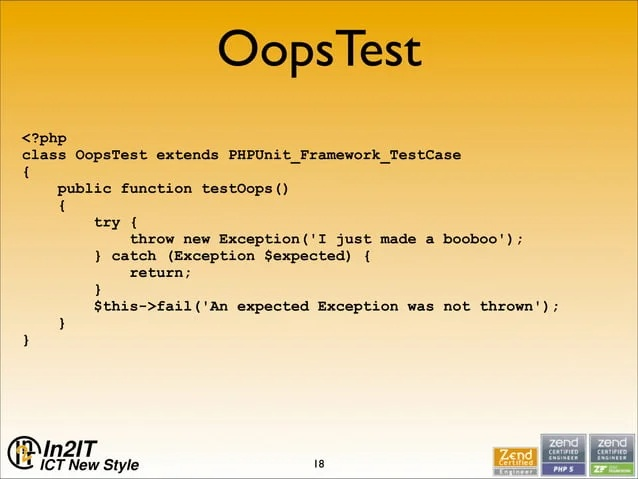 OopsTest
<?php
class OopsTest extends PHPUnit_Framework_TestCase
{
    public function testOops()
    {
        try {
            throw new Exception('I just made a booboo');
        } catch (Exception $expected) {
            return;
        }
        $this->fail('An expected Exception was not thrown');
    }
}
In2IT
ICT New Style
18
Zend
Certified
Engineer
zend
CERTIFIED
ENGINEER
PHP 5
zend
CERTIFIED
ENGINEER
ZF